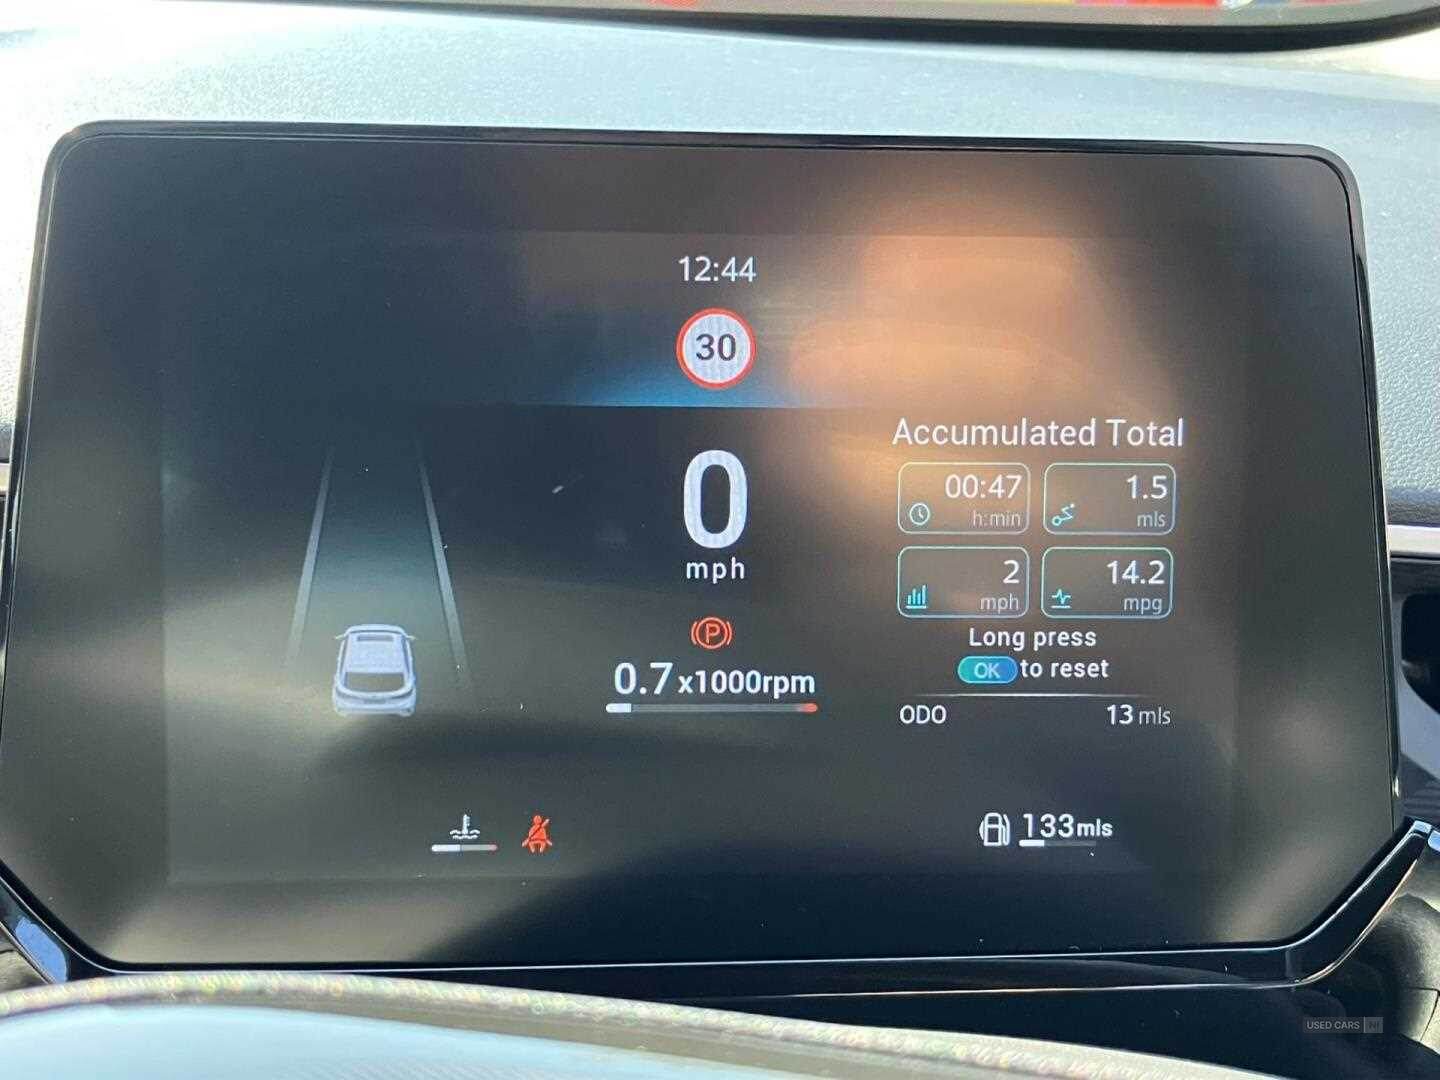 12:44
30
0
mph
P
0.7 x1000rpm
Accumulated Total
00:47
h:min
1.5
mls
2
mph
14.2
mpg
Long press
OK to reset
ODO 13 mls
133mls
USED CARS NI